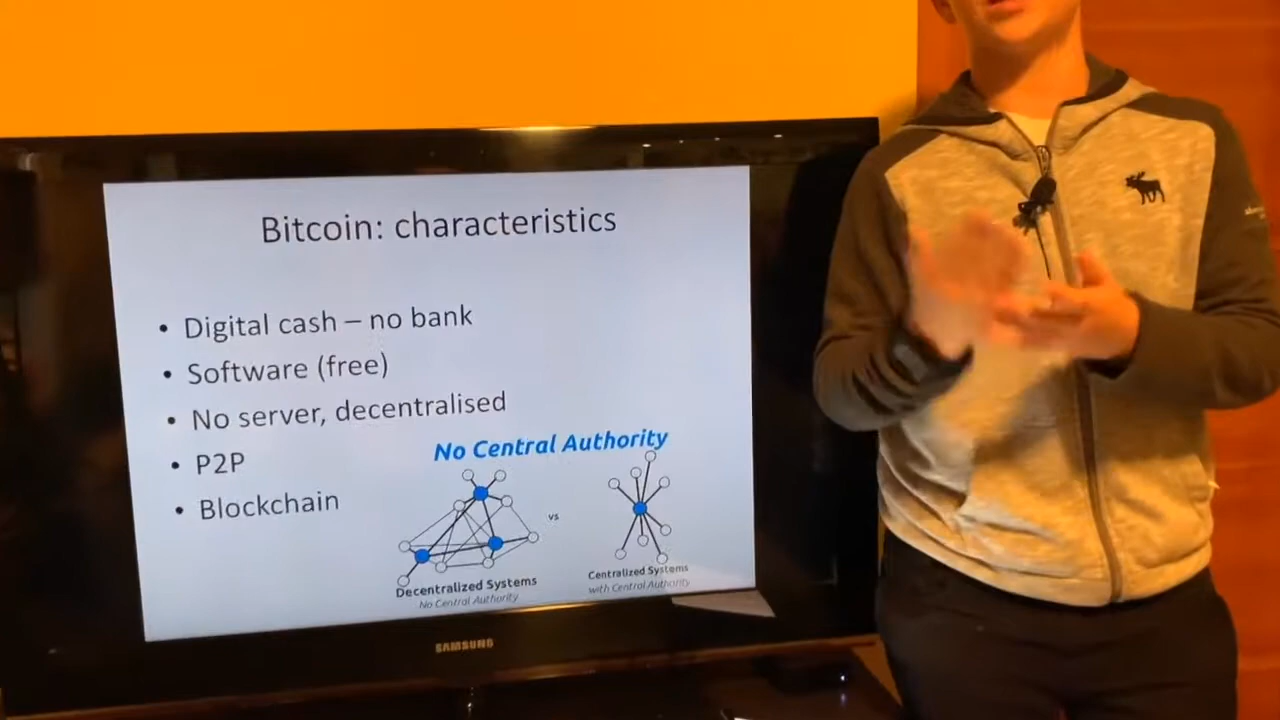 Bitcoin: characteristics
• Digital cash – no bank
• Software (free)
• No server, decentralised
• P2P
• Blockchain
No Central Authority
vs
Decentralized Systems
No Central Authority
Centralized Systems
with Central Authority
SAMSUNG